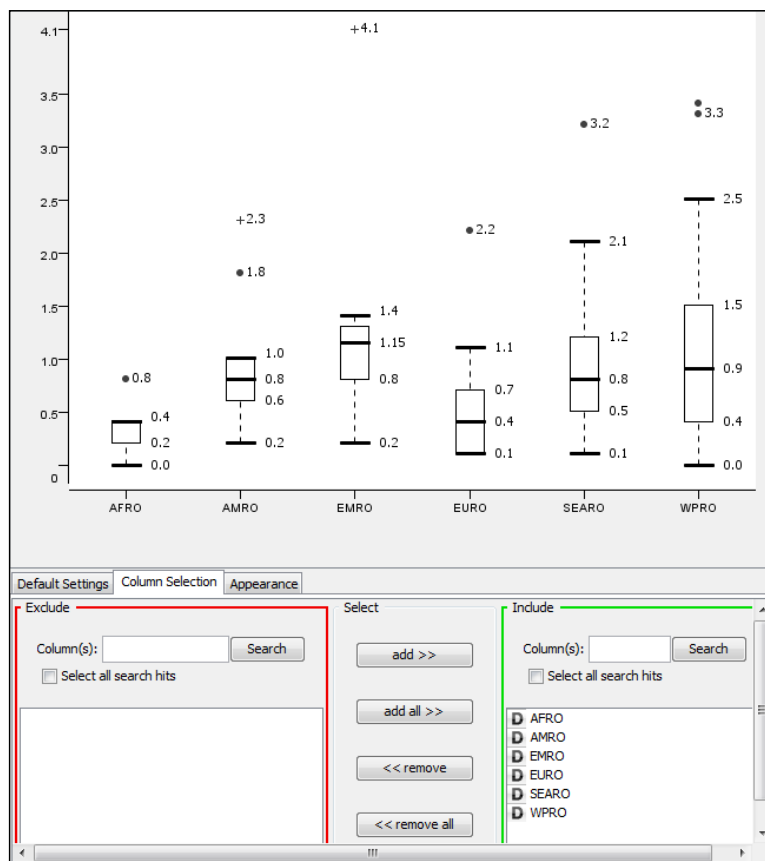 4.1
+4.1
3.5
3.3
3.2
3.0
2.5
2.5
+2.3
2.2
2.1
2.0
1.8
1.5
1.5
1.4
1.2
1.15
1.1
1.0
1.0
0.9
0.8
0.8
0.8
0.8
0.7
0.6
0.5
0.5
0.4
0.4
0.4
0.2
0.2
0.2
0.1
0.1
0.0
0.0
0
AFRO AMRO EMRO EURO SEARO WPRO
Default Settings Column Selection Appearance
Exclude Select Include
Column(s): Search add >> Column(s): Search
Select all search hits Select all search hits
add all >>
AFRO
AMRO
EMRO
<< remove
EURO
SEARO
WPRO
<< remove all